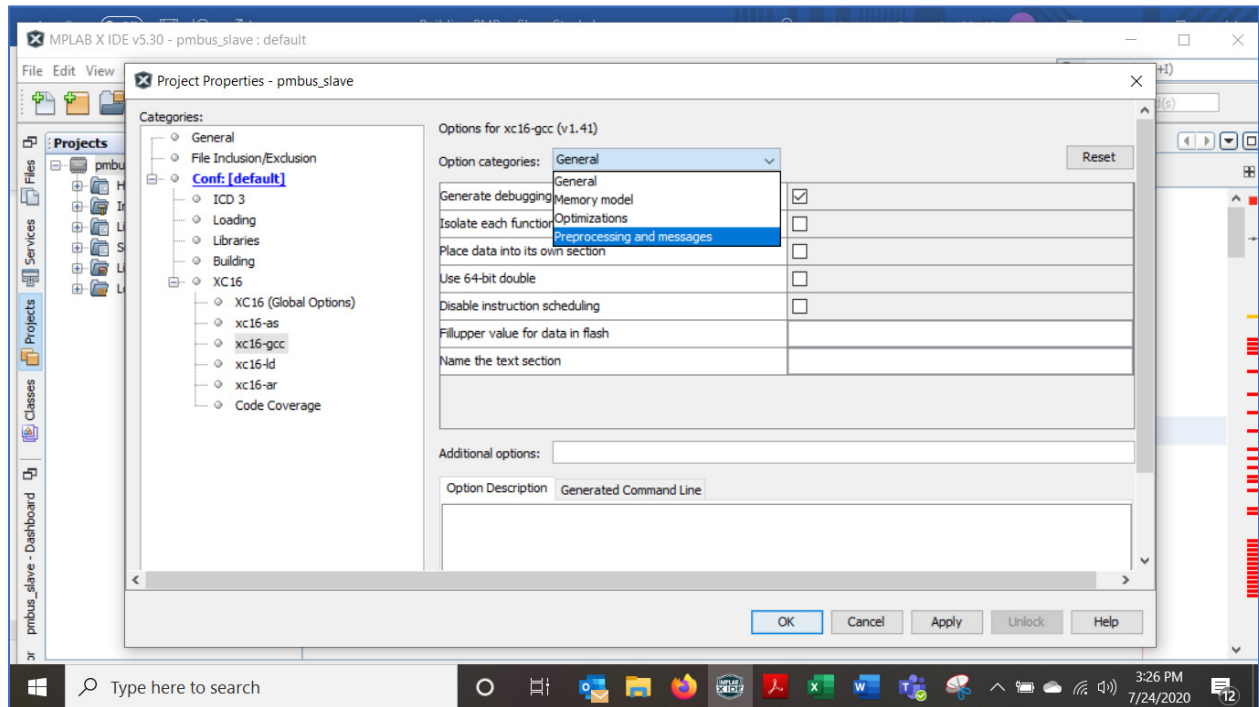 MPLAB X IDE v5.30 - pmbus_slave : default
File Edit View
+I)
Project Properties - pmbus_slave
Files
Services
Projects
Classes
pmbus_slave - Dashboard
Projects
pmbu
H
Li
S
Li
Categories:
General
File Inclusion/Exclusion
Conf: [default]
ICD 3
Loading
Libraries
Building
XC16
XC16 (Global Options)
xc16-as
xc16-gcc
xc16-ld
xc16-ar
Code Coverage
Options for xc16-gcc (v1.41)
Option categories: General
Reset
General
Memory model
Optimizations
Preprocessing and messages
Generate debugging
Isolate each function
Place data into its own section
Use 64-bit double
Disable instruction scheduling
Fillupper value for data in flash
Name the text section
Additional options:
Option Description Generated Command Line
OK Cancel Apply Unlock Help
Type here to search
3:26 PM
7/24/2020
12